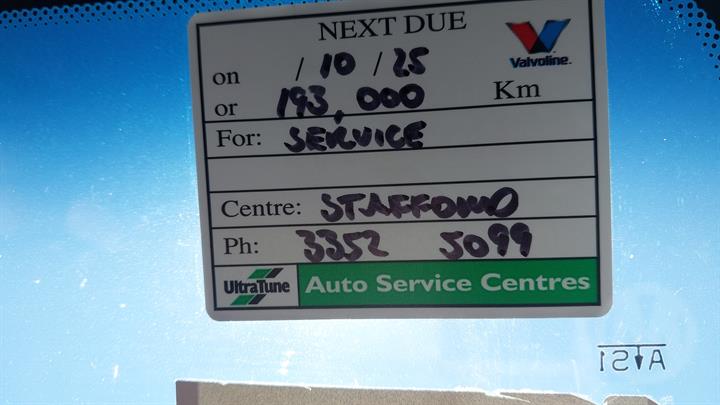 NEXT DUE
Valvoline.
on / 10 / 25
or 193,000 Km
For: SERVICE
Centre: STAFFORD
Ph: 3352 5099
UltraTune Auto Service Centres
AS1